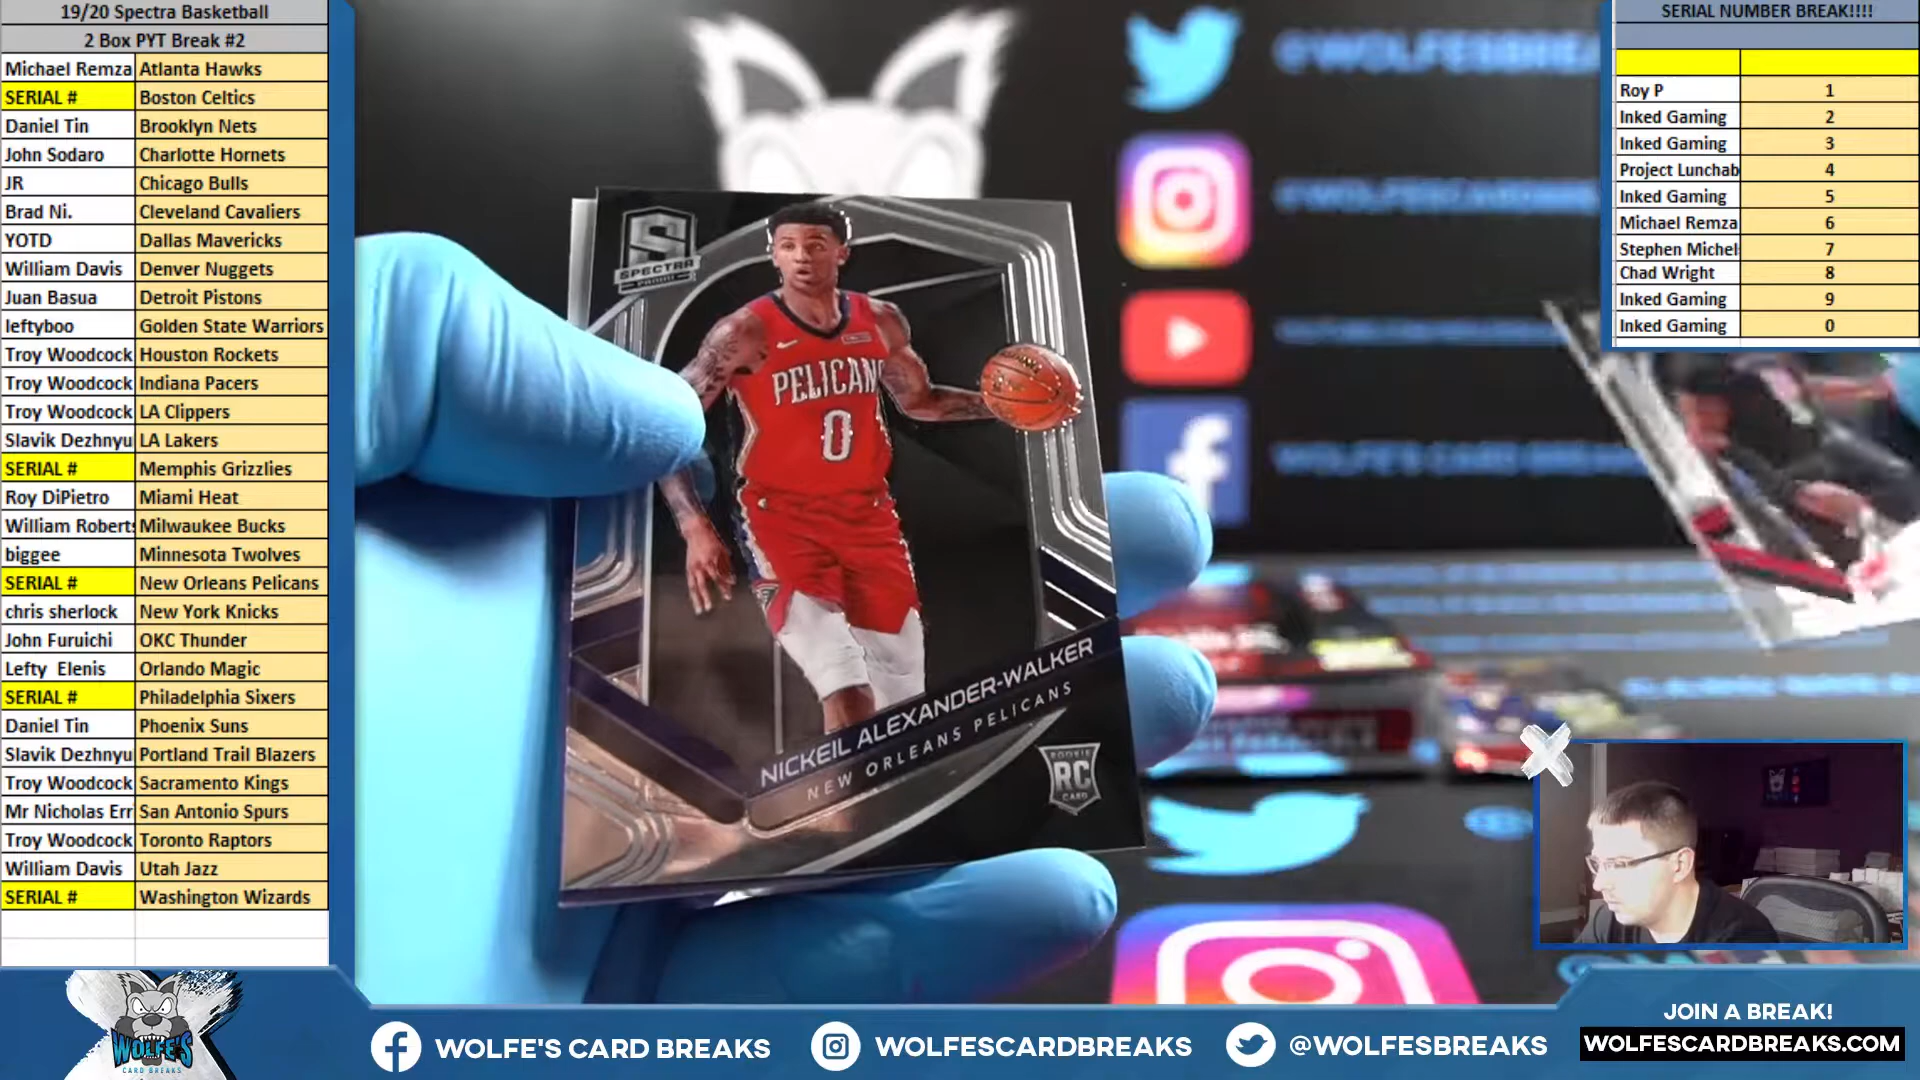 19/20 Spectra Basketball
2 Box PYT Break #2
Michael Remza Atlanta Hawks
SERIAL # Boston Celtics
Daniel Tin Brooklyn Nets
John Sodaro Charlotte Hornets
JR Chicago Bulls
Brad Ni. Cleveland Cavaliers
YOTD Dallas Mavericks
William Davis Denver Nuggets
Juan Basua Detroit Pistons
leftyboo Golden State Warriors
Troy Woodcock Houston Rockets
Troy Woodcock Indiana Pacers
Troy Woodcock LA Clippers
Slavik Dezhnyu LA Lakers
SERIAL # Memphis Grizzlies
Roy DiPietro Miami Heat
William Roberts Milwaukee Bucks
biggee Minnesota Twolves
SERIAL # New Orleans Pelicans
chris sherlock New York Knicks
John Furuichi OKC Thunder
Lefty Elenis Orlando Magic
SERIAL # Philadelphia Sixers
Daniel Tin Phoenix Suns
Slavik Dezhnyu Portland Trail Blazers
Troy Woodcock Sacramento Kings
Mr Nicholas Err San Antonio Spurs
Troy Woodcock Toronto Raptors
William Davis Utah Jazz
SERIAL # Washington Wizards
SERIAL NUMBER BREAK!!!!
Roy P 1
Inked Gaming 2
Inked Gaming 3
Project Lunchab 4
Inked Gaming 5
Michael Remza 6
Stephen Michel 7
Chad Wright 8
Inked Gaming 9
Inked Gaming 0
@WOLFESBREA
@WOLFESCARDBRE
WOLFE'S CARD BREA
S
SPECTRA
PANINI
PELICANS
0
NICKEIL ALEXANDER-WALKER
NEW ORLEANS PELICANS
ROOKIE
RC
CARD
WOLFE'S
CARD BREAKS
WOLFE'S CARD BREAKS
WOLFESCARDBREAKS
@WOLFESBREAKS
JOIN A BREAK!
WOLFESCARDBREAKS.COM